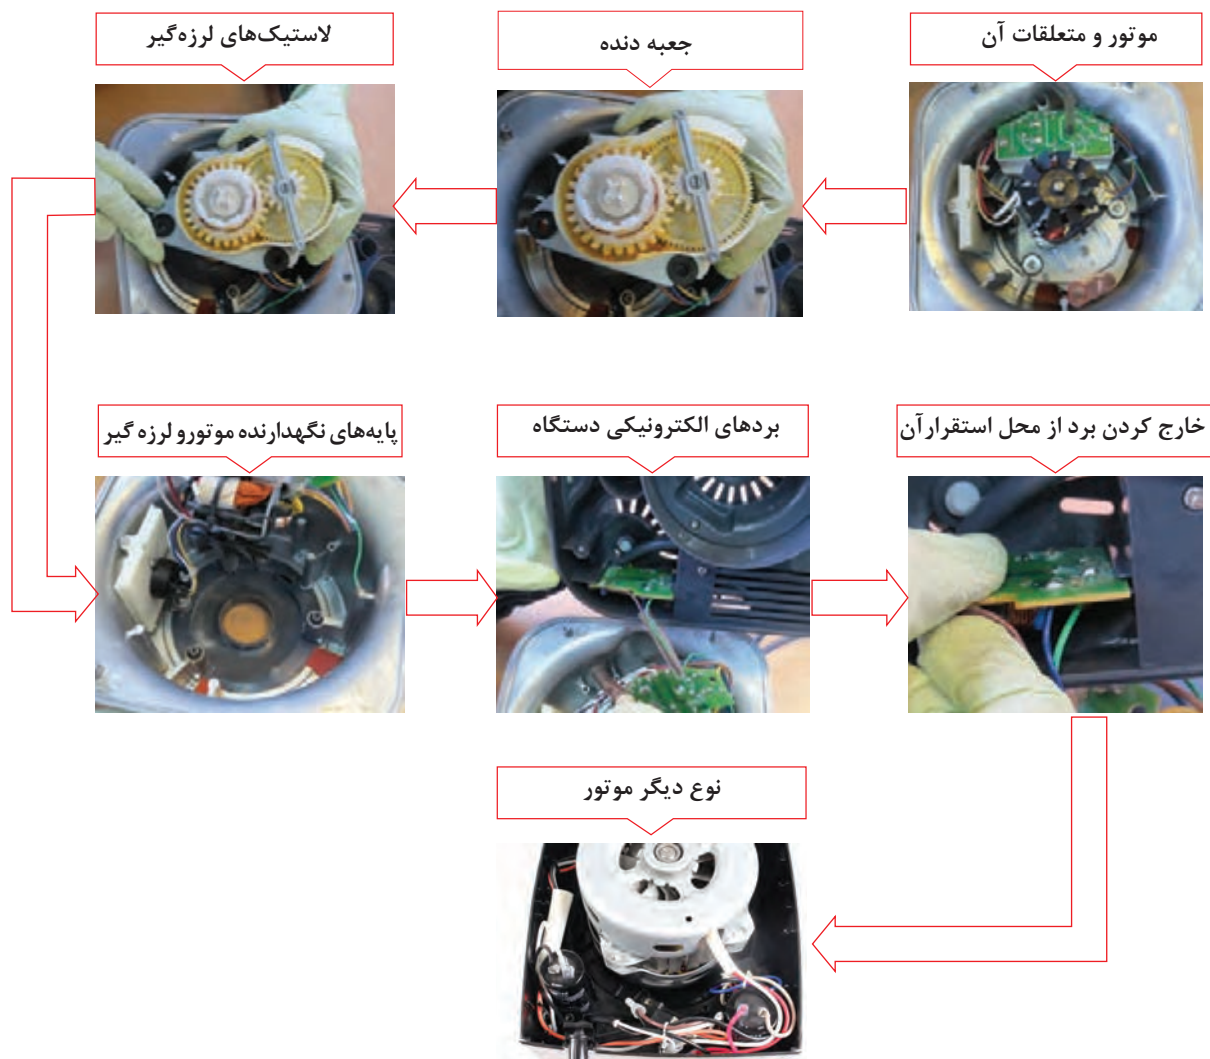 موتور و متعلقات آن
جعبه دنده
لاستیک‌های لرزه‌گیر
پایه‌های نگهدارنده موتورو لرزه گیر
بردهای الکترونیکی دستگاه
خارج کردن برد از محل استقرارآن
نوع دیگر موتور